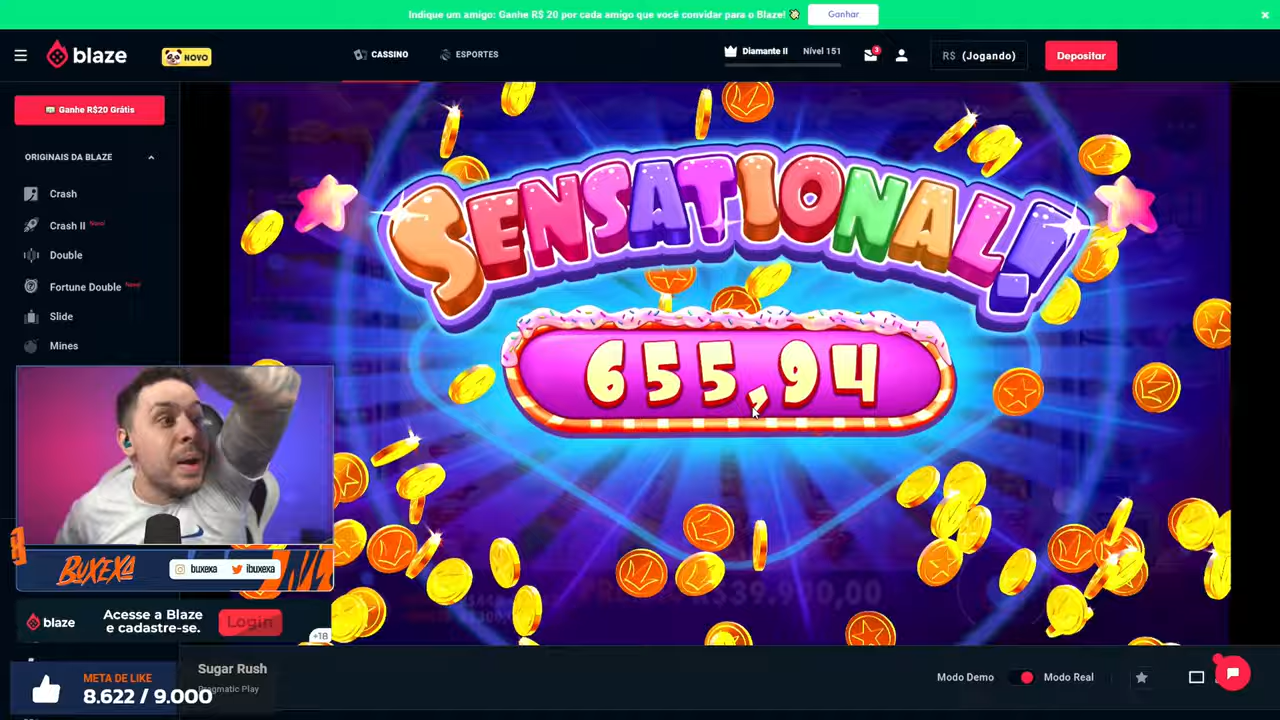 Indique um amigo: Ganhe R$ 20 por cada amigo que você convidar para o Blaze!
Ganhar
blaze
NOVO
CASSINO
ESPORTES
Diamante II
Nível 151
3
R$ (Jogando)
Depositar
Ganhe R$20 Grátis
ORIGINAIS DA BLAZE
Crash
Crash II New!
Double
Fortune Double New!
Slide
Mines
SENSATIONAL!
655,94
BUXEXA
buxexa
ibuxexa
blaze
Acesse a Blaze
e cadastre-se.
Login
+18
META DE LIKE
8.622 / 9.000
Sugar Rush
Pragmatic Play
Modo Demo
Modo Real